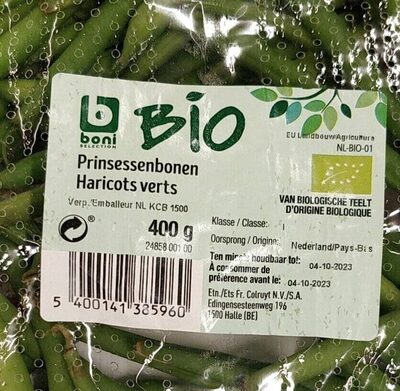 boni
SELECTION
BIO
EU Landbouw/Agriculture
NL-BIO-01
Prinsessenbonen
Haricots verts
Verp./Emballeur NL KCB 1500
400 g
24858 001 00
VAN BIOLOGISCHE TEELT
D'ORIGINE BIOLOGIQUE
Klasse / Classe: I
Oorsprong / Origine: Nederland/Pays-Bas
Ten minste houdbaar tot: 04-10-2023
À consommer de
préférence avant le: 04-10-2023
Etn./Ets Fr. Colruyt N.V./S.A.
Edingensesteenweg 196
1500 Halle (BE)
5 400141 385960